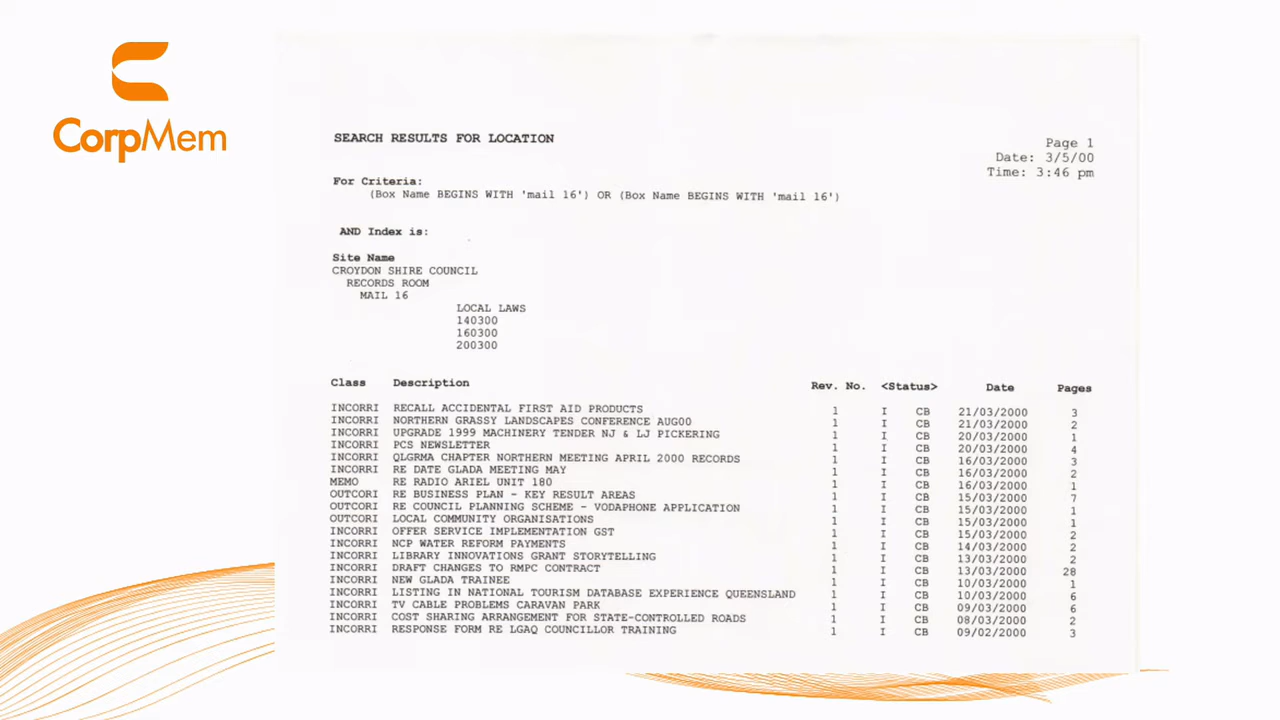 CorpMem
SEARCH RESULTS FOR LOCATION
Page 1
Date: 3/5/00
Time: 3:46 pm
For Criteria:
(Box Name BEGINS WITH 'mail 16') OR (Box Name BEGINS WITH 'mail 16')
AND Index is:
Site Name
CROYDON SHIRE COUNCIL
RECORDS ROOM
MAIL 16
LOCAL LAWS
140300
160300
200300
Class Description Rev. No. <Status> Date Pages
INCORRI RECALL ACCIDENTAL FIRST AID PRODUCTS 1 I CB 21/03/2000 3
INCORRI NORTHERN GRASSY LANDSCAPES CONFERENCE AUG00 1 I CB 21/03/2000 2
INCORRI UPGRADE 1999 MACHINERY TENDER NJ & LJ PICKERING 1 I CB 20/03/2000 1
INCORRI PCS NEWSLETTER 1 I CB 20/03/2000 4
INCORRI QLGRMA CHAPTER NORTHERN MEETING APRIL 2000 RECORDS 1 I CB 16/03/2000 3
INCORRI RE DATE GLADA MEETING MAY 1 I CB 16/03/2000 2
MEMO RE RADIO ARIEL UNIT 180 1 I CB 16/03/2000 1
OUTCORI RE BUSINESS PLAN - KEY RESULT AREAS 1 I CB 15/03/2000 7
OUTCORI RE COUNCIL PLANNING SCHEME - VODAPHONE APPLICATION 1 I CB 15/03/2000 1
OUTCORI LOCAL COMMUNITY ORGANISATIONS 1 I CB 15/03/2000 1
INCORRI OFFER SERVICE IMPLEMENTATION GST 1 I CB 15/03/2000 2
INCORRI NCP WATER REFORM PAYMENTS 1 I CB 14/03/2000 2
INCORRI LIBRARY INNOVATIONS GRANT STORYTELLING 1 I CB 13/03/2000 2
INCORRI DRAFT CHANGES TO RMPC CONTRACT 1 I CB 13/03/2000 28
INCORRI NEW GLADA TRAINEE 1 I CB 10/03/2000 1
INCORRI LISTING IN NATIONAL TOURISM DATABASE EXPERIENCE QUEENSLAND 1 I CB 10/03/2000 6
INCORRI TV CABLE PROBLEMS CARAVAN PARK 1 I CB 09/03/2000 6
INCORRI COST SHARING ARRANGEMENT FOR STATE-CONTROLLED ROADS 1 I CB 08/03/2000 2
INCORRI RESPONSE FORM RE LGAQ COUNCILLOR TRAINING 1 I CB 09/02/2000 3